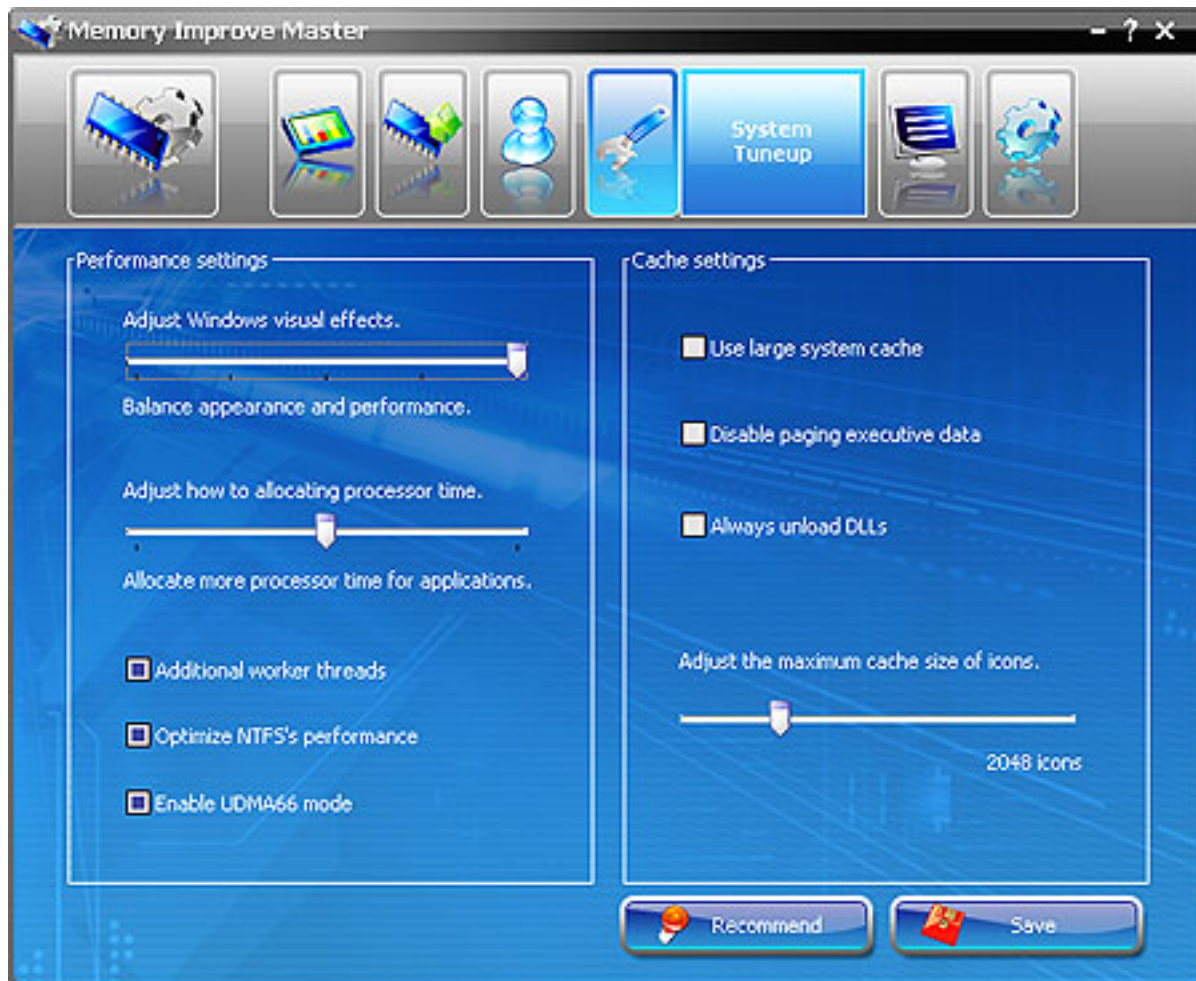 Memory Improve Master
System
Tuneup
Performance settings
Adjust Windows visual effects.
Balance appearance and performance.
Adjust how to allocating processor time.
Allocate more processor time for applications.
Additional worker threads
Optimize NTFS's performance
Enable UDMA66 mode
Cache settings
Use large system cache
Disable paging executive data
Always unload DLLs
Adjust the maximum cache size of icons.
2048 icons
Recommend
Save